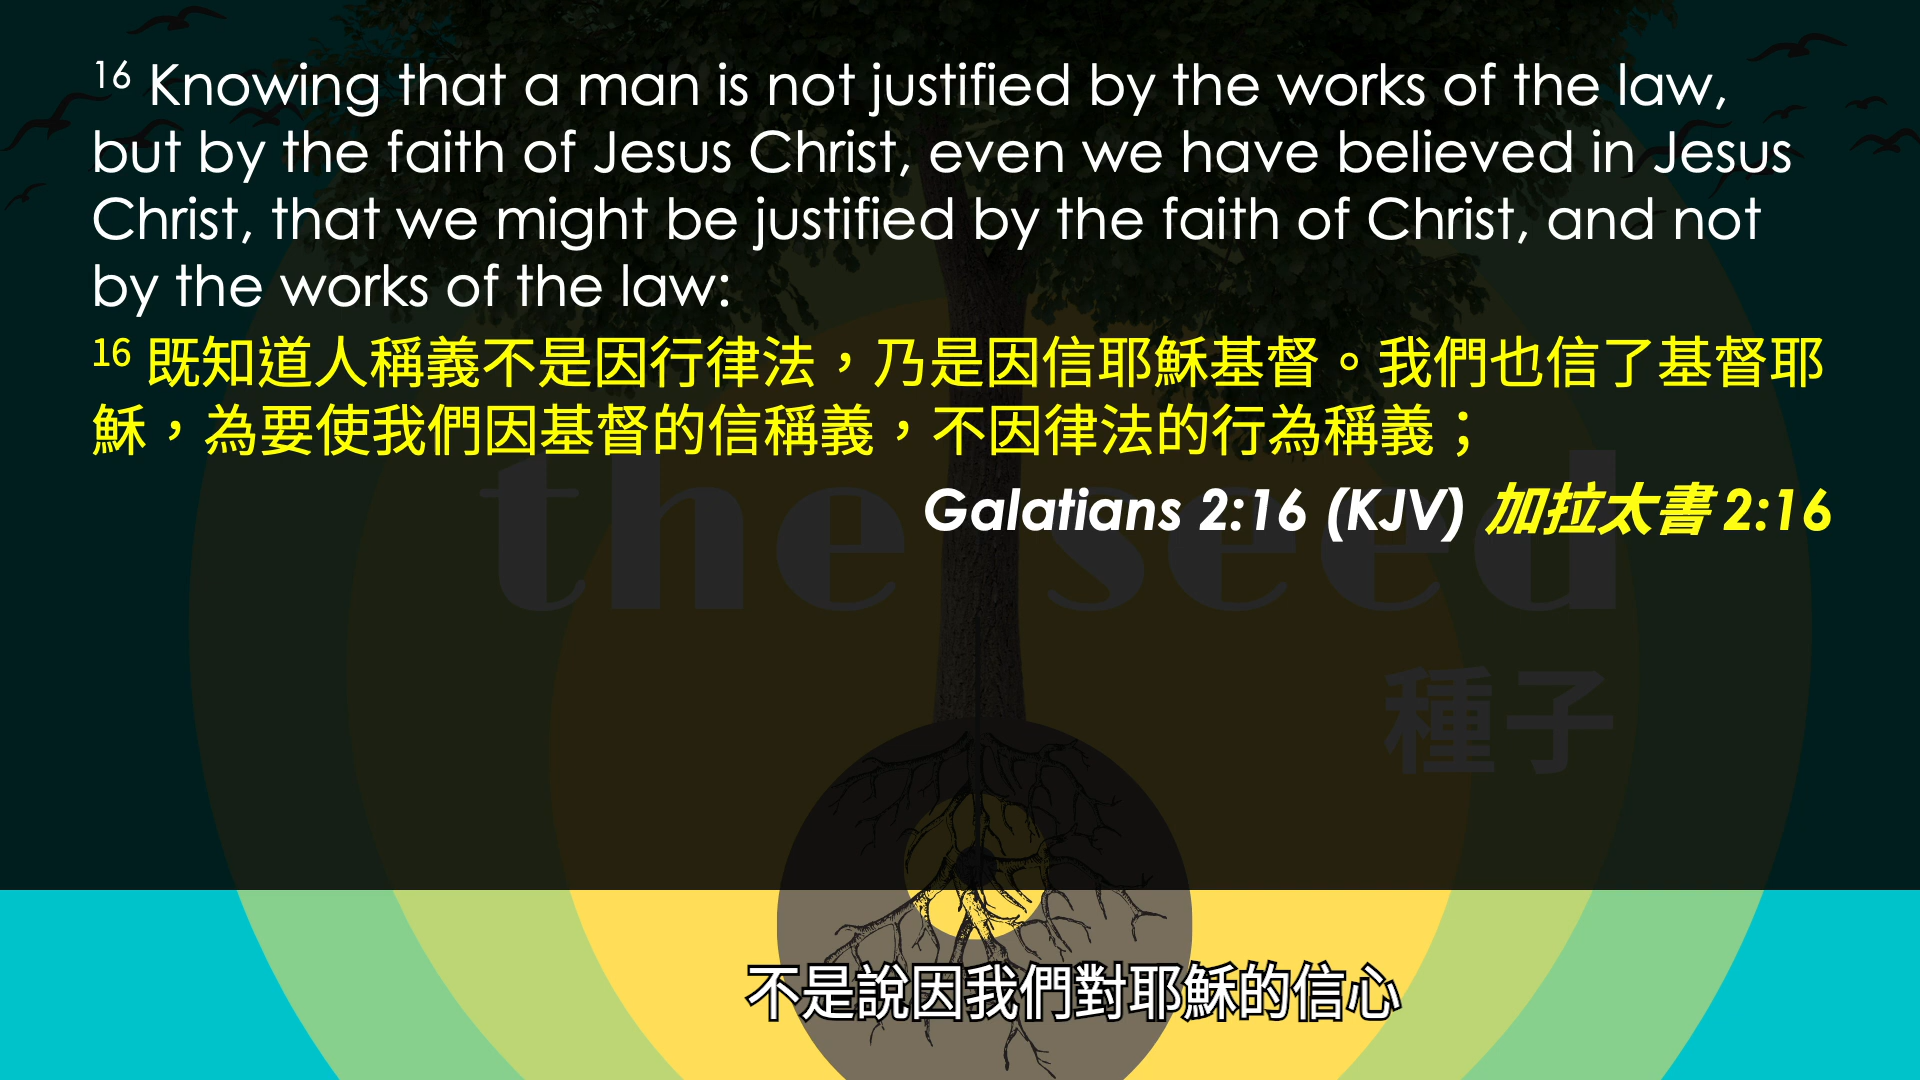 16 Knowing that a man is not justified by the works of the law,
but by the faith of Jesus Christ, even we have believed in Jesus
Christ, that we might be justified by the faith of Christ, and not
by the works of the law:
16 既知道人稱義不是因行律法，乃是因信耶穌基督。我們也信了基督耶
穌，為要使我們因基督的信稱義，不因律法的行為稱義；
Galatians 2:16 (KJV) 加拉太書 2:16
the seed
種子
不是說因我們對耶穌的信心